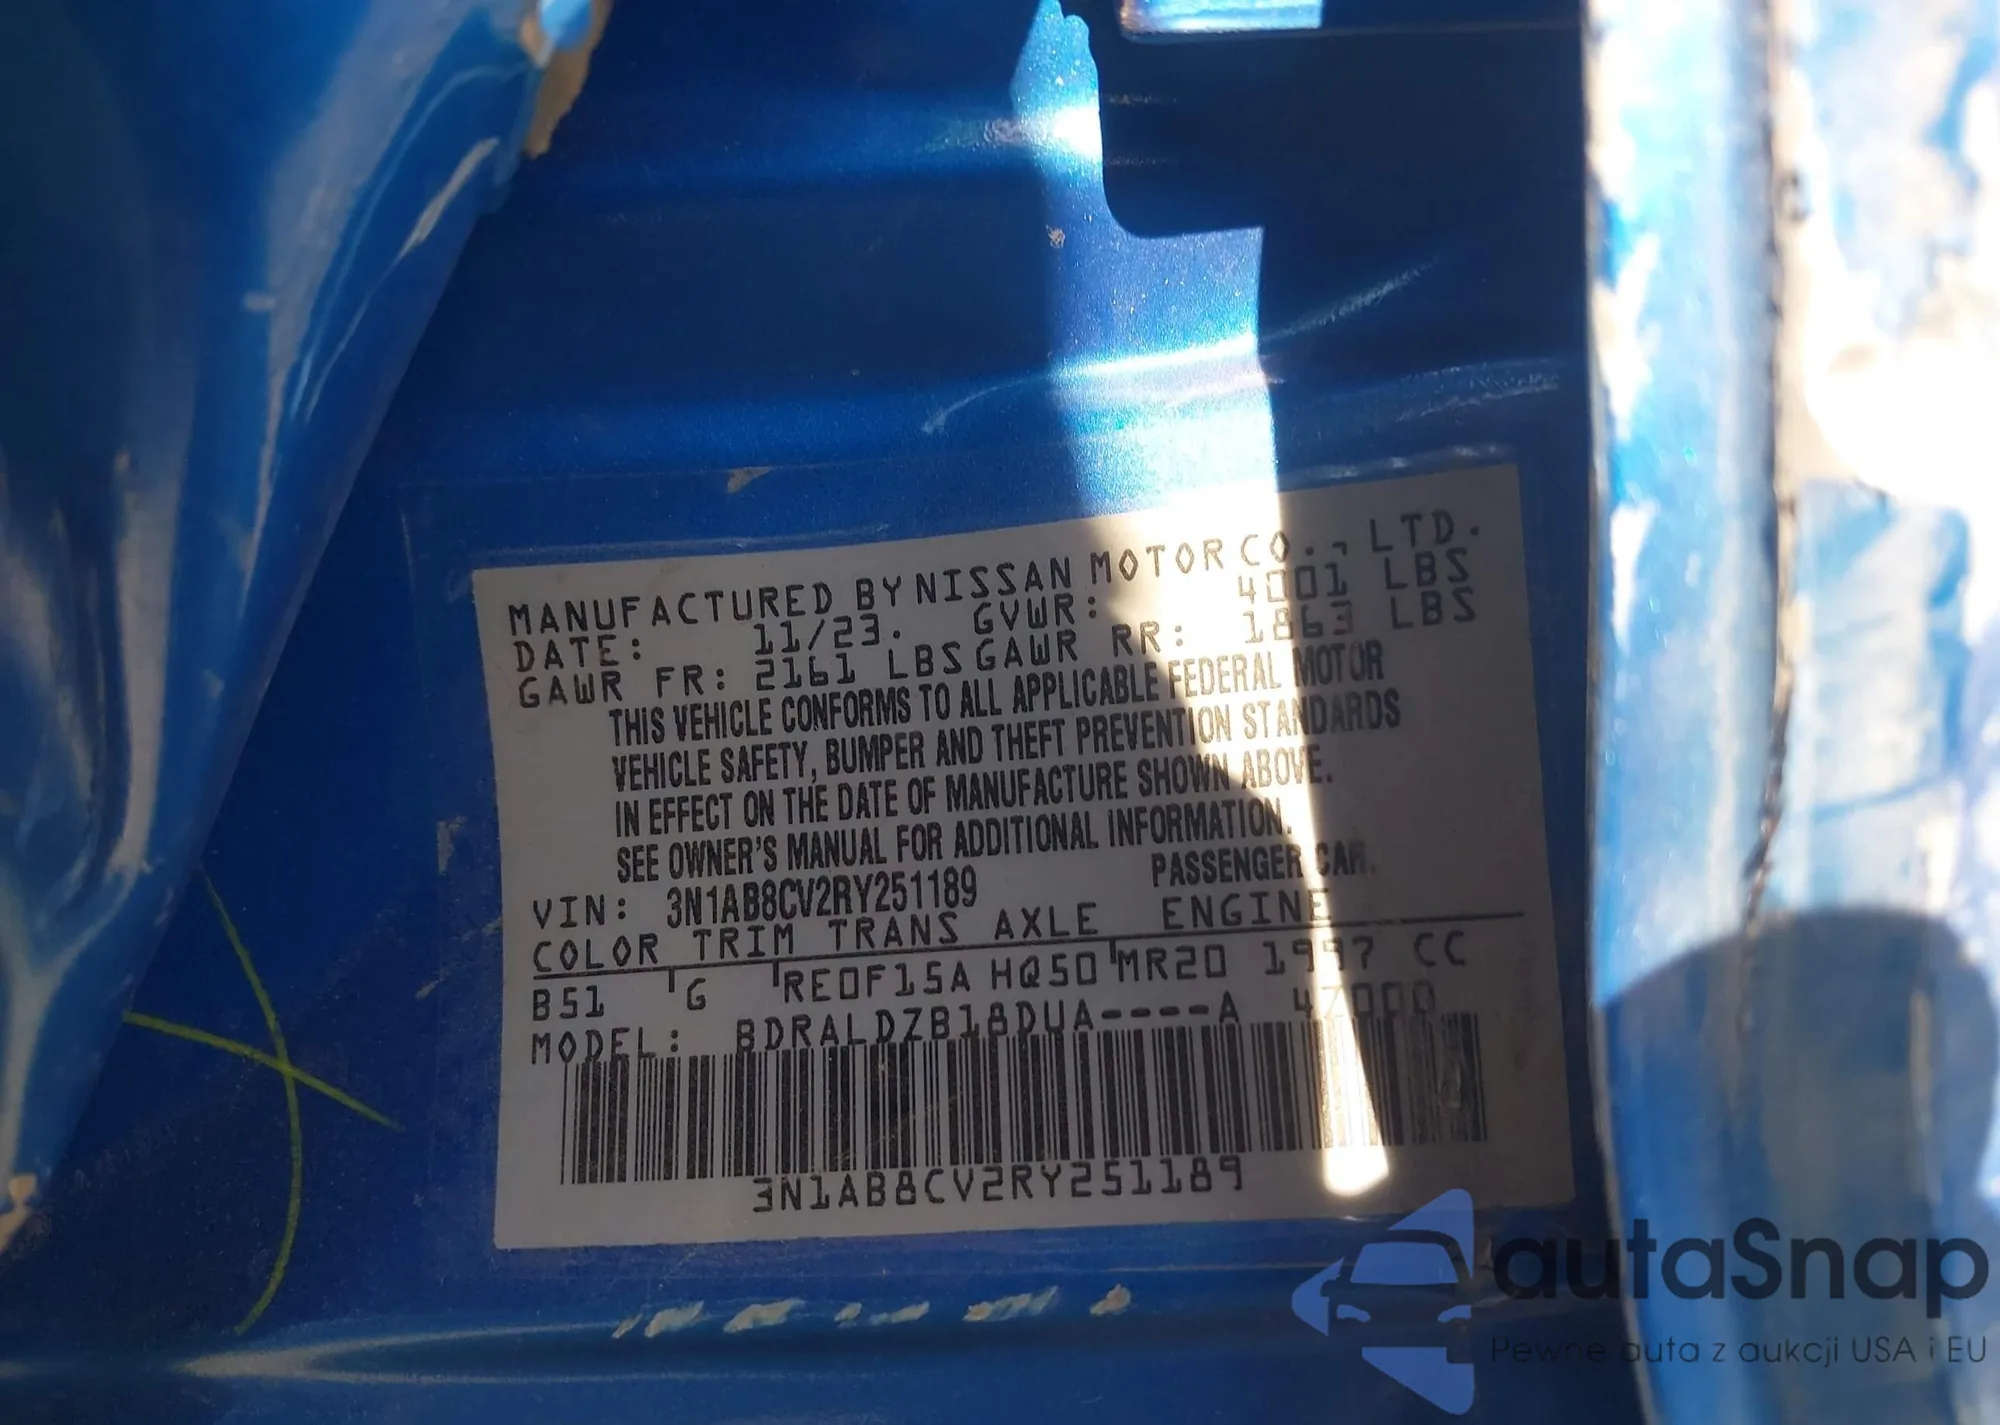 MANUFACTURED BY NISSAN MOTOR CO., LTD.
DATE: 11/23. GVWR: 4001 LBS
GAWR FR: 2161 LBS GAWR RR: 1863 LBS
THIS VEHICLE CONFORMS TO ALL APPLICABLE FEDERAL MOTOR
VEHICLE SAFETY, BUMPER AND THEFT PREVENTION STANDARDS
IN EFFECT ON THE DATE OF MANUFACTURE SHOWN ABOVE.
SEE OWNER'S MANUAL FOR ADDITIONAL INFORMATION.
VIN: 3N1AB8CV2RY251189 PASSENGER CAR.
COLOR TRIM TRANS AXLE ENGINE
B51 G RE0F15A HQ50 MR20 1997 CC
MODEL: BDRALDZB18DUA----A 47000
3N1AB8CV2RY251189
autaSnap
Pewne auta z aukcji USA i EU